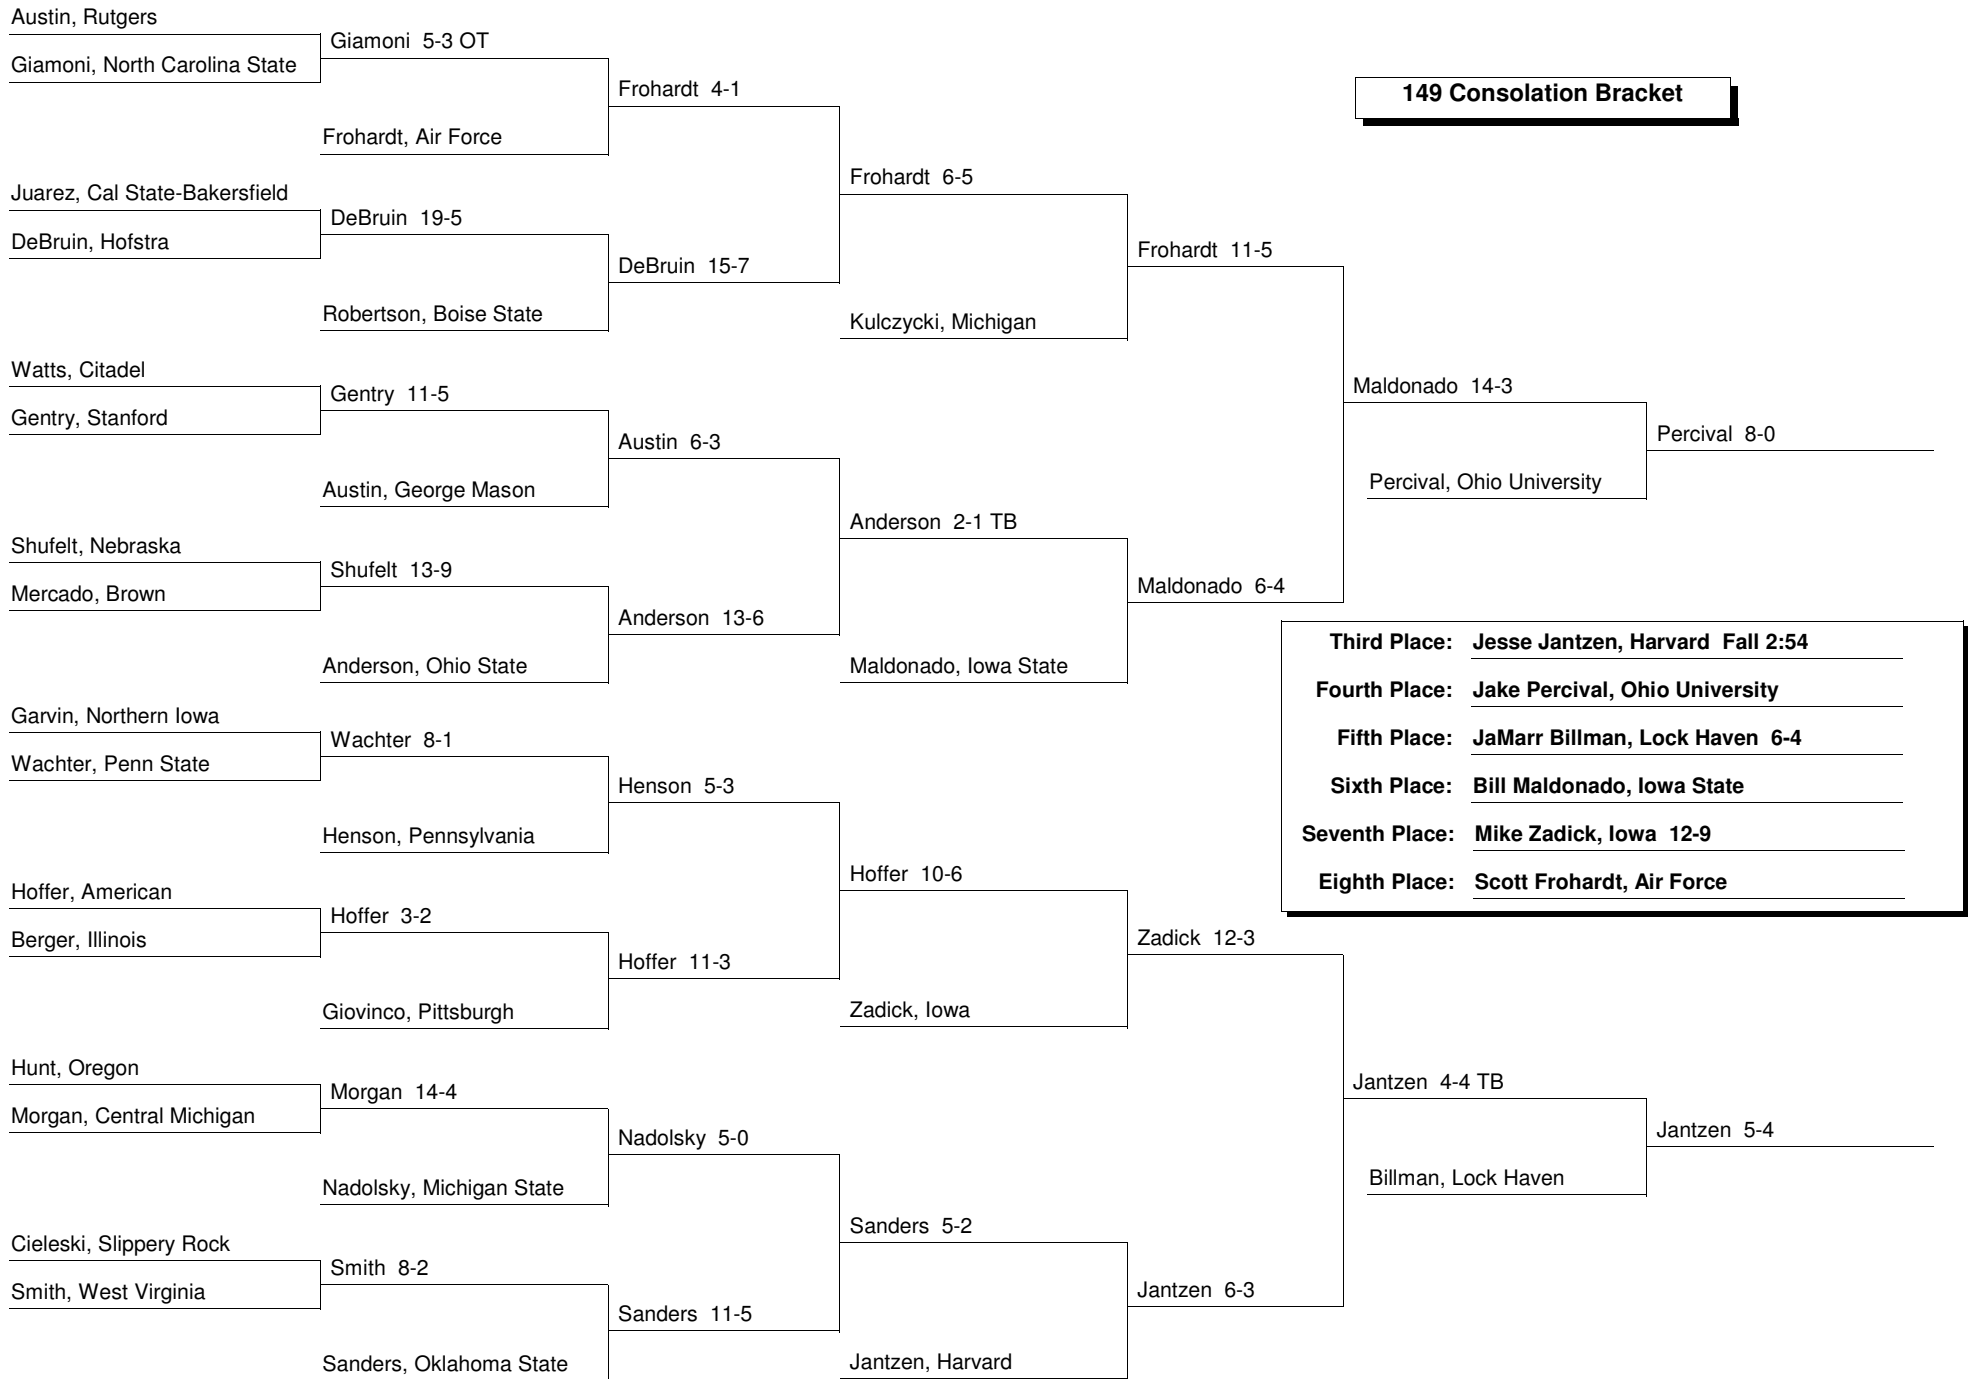 Austin, Rutgers
Giamoni 5-3 OT
Giamoni, North Carolina State
Frohardt 4-1
149 Consolation Bracket
Frohardt, Air Force
Frohardt 6-5
Juarez, Cal State-Bakersfield
DeBruin 19-5
DeBruin, Hofstra
Frohardt 11-5
DeBruin 15-7
Robertson, Boise State
Kulczycki, Michigan
Watts, Citadel
Maldonado 14-3
Gentry 11-5
Gentry, Stanford
Percival 8-0
Austin 6-3
Percival, Ohio University
Austin, George Mason
Anderson 2-1 TB
Shufelt, Nebraska
Shufelt 13-9
Maldonado 6-4
Mercado, Brown
Anderson 13-6
Third Place: Jesse Jantzen, Harvard Fall 2:54
Anderson, Ohio State
Maldonado, Iowa State
Fourth Place: Jake Percival, Ohio University
Garvin, Northern Iowa
Wachter 8-1
Fifth Place: JaMarr Billman, Lock Haven 6-4
Wachter, Penn State
Henson 5-3
Sixth Place: Bill Maldonado, Iowa State
Henson, Pennsylvania
Seventh Place: Mike Zadick, Iowa 12-9
Hoffer 10-6
Eighth Place: Scott Frohardt, Air Force
Hoffer, American
Hoffer 3-2
Berger, Illinois
Zadick 12-3
Hoffer 11-3
Giovinco, Pittsburgh
Zadick, Iowa
Hunt, Oregon
Jantzen 4-4 TB
Morgan 14-4
Morgan, Central Michigan
Jantzen 5-4
Nadolsky 5-0
Billman, Lock Haven
Nadolsky, Michigan State
Sanders 5-2
Cieleski, Slippery Rock
Smith 8-2
Smith, West Virginia
Jantzen 6-3
Sanders 11-5
Sanders, Oklahoma State
Jantzen, Harvard